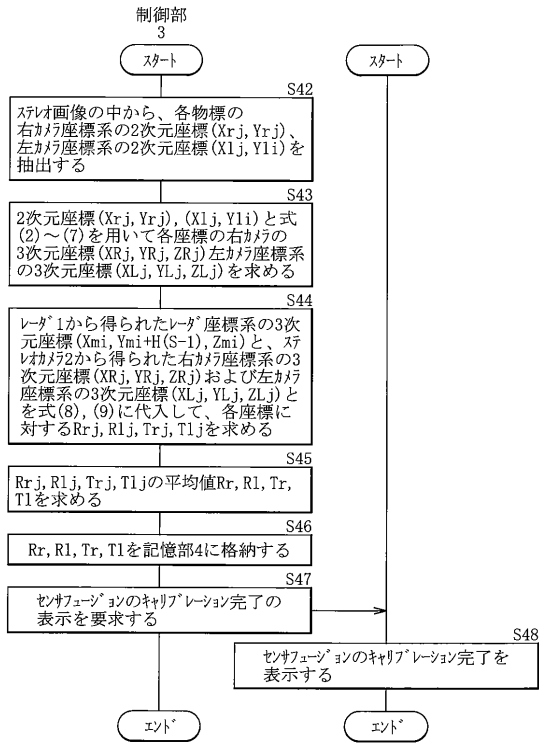 制御部
3
スタート
スタート
S42
ステレオ画像の中から、各物標の
右カメラ座標系の2次元座標(Xrj,Yrj)、
左カメラ座標系の2次元座標(Xlj,Yli)を
抽出する
S43
2次元座標(Xrj,Yrj),(Xlj,Yli)と式
(2)～(7)を用いて各座標の右カメラの
3次元座標(XRj,YRj,ZRj)左カメラ座標系
の3次元座標(XLj,YLj,ZLj)を求める
S44
レーダ1から得られたレーダ座標系の3次
元座標(Xmi,Ymi+H(S-1),Zmi)と、ステ
レオカメラ2から得られた右カメラ座標系の3
次元座標(XRj,YRj,ZRj)および左カメラ
座標系の3次元座標(XLj,YLj,ZLj)と
を式(8),(9)に代入して、各座標に
対するRrj,Rlj,Trj,Tljを求める
S45
Rrj,Rlj,Trj,Tljの平均値Rr,Rl,Tr,
Tlを求める
S46
Rr,Rl,Tr,Tlを記憶部4に格納する
S47
センサフュージョンのキャリブレーション完了の
表示を要求する
S48
センサフュージョンのキャリブレーション完了を
表示する
エンド
エンド